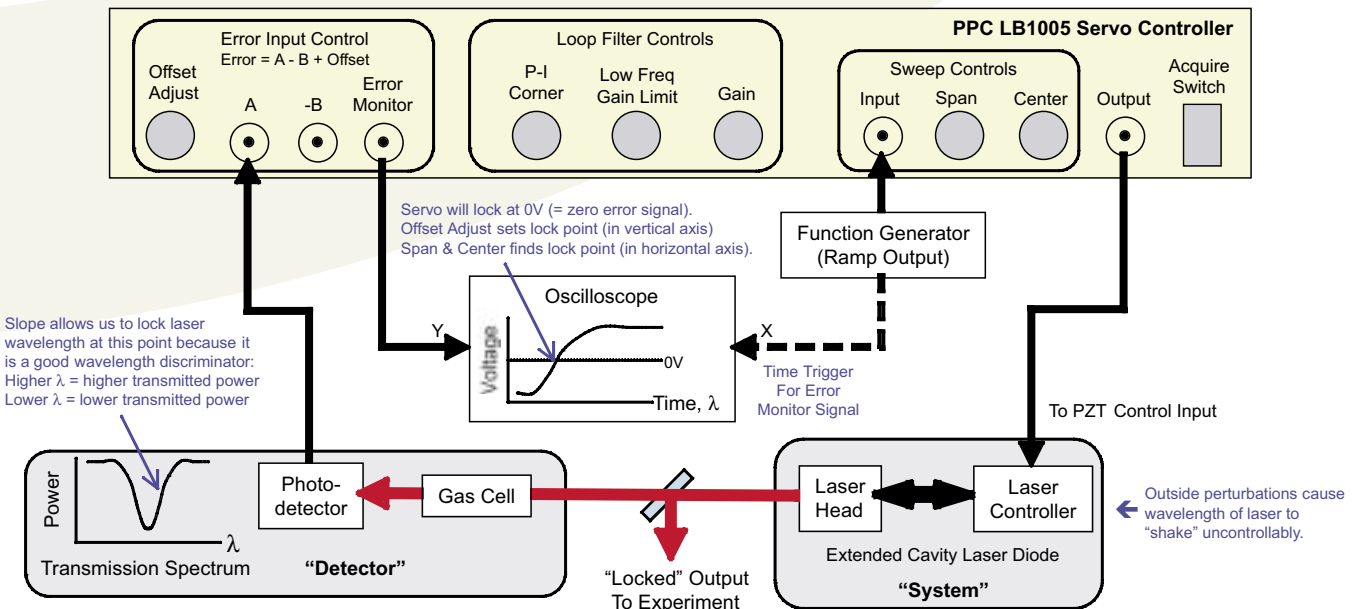 PPC LB1005 Servo Controller
Error Input Control
Error = A - B + Offset
Offset
Adjust
A
-B
Error
Monitor
Loop Filter Controls
P-I
Corner
Low Freq
Gain Limit
Gain
Sweep Controls
Input
Span
Center
Output
Acquire
Switch
Servo will lock at 0V (= zero error signal).
Offset Adjust sets lock point (in vertical axis)
Span & Center finds lock point (in horizontal axis).
Function Generator
(Ramp Output)
Oscilloscope
Y
X
Voltage
0V
Time, λ
Time Trigger
For Error
Monitor Signal
Slope allows us to lock laser
wavelength at this point because it
is a good wavelength discriminator:
Higher λ = higher transmitted power
Lower λ = lower transmitted power
To PZT Control Input
Power
λ
Transmission Spectrum
Photo-
detector
Gas Cell
"Detector"
"Locked" Output
To Experiment
Laser
Head
Laser
Controller
Extended Cavity Laser Diode
"System"
Outside perturbations cause
wavelength of laser to
"shake" uncontrollably.